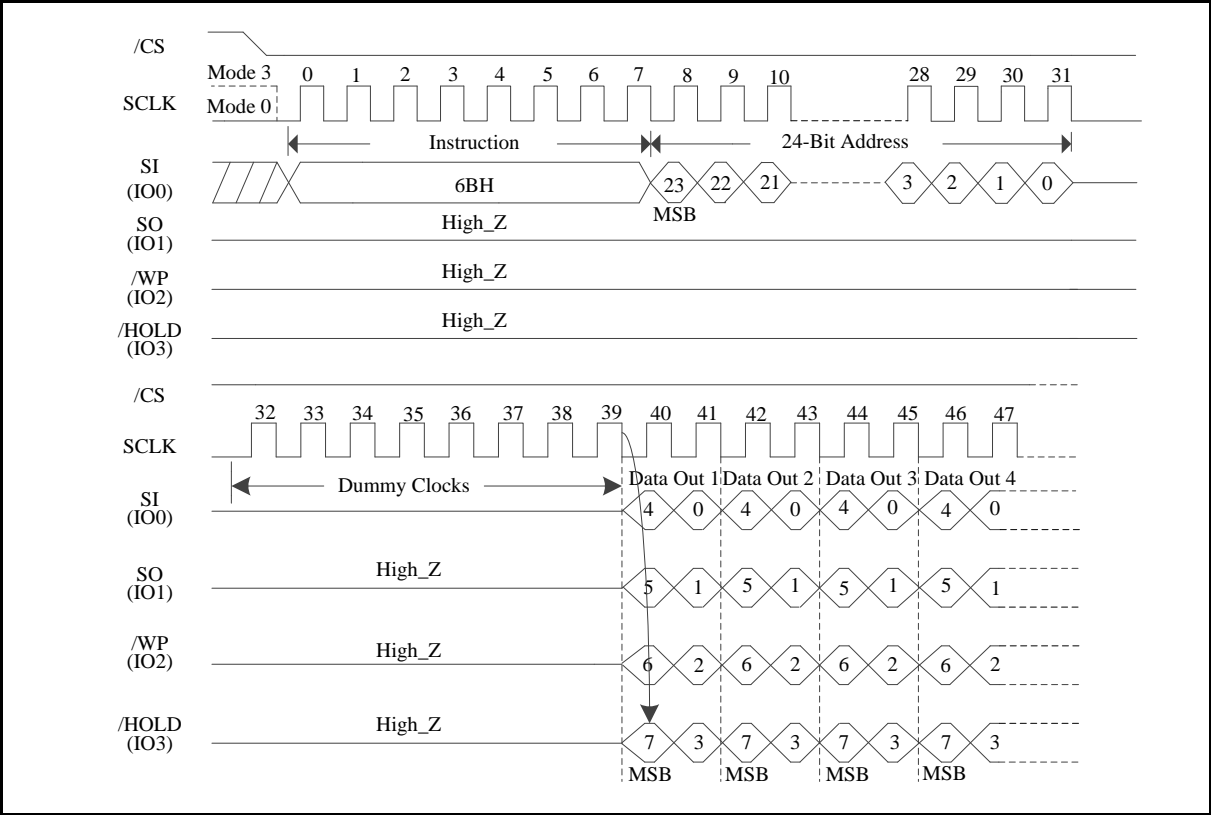 /CS
Mode 3 0 1 2 3 4 5 6 7 8 9 10 28 29 30 31
SCLK Mode 0
Instruction 24-Bit Address
SI
(IO0) 6BH 23 22 21 3 2 1 0
MSB
SO High_Z
(IO1)
/WP High_Z
(IO2)
/HOLD High_Z
(IO3)
/CS
32 33 34 35 36 37 38 39 40 41 42 43 44 45 46 47
SCLK
Dummy Clocks Data Out 1 Data Out 2 Data Out 3 Data Out 4
SI
(IO0) 4 0 4 0 4 0 4 0
SO High_Z
(IO1) 5 1 5 1 5 1 5 1
/WP High_Z
(IO2) 6 2 6 2 6 2 6 2
/HOLD High_Z
(IO3) 7 3 7 3 7 3 7 3
MSB MSB MSB MSB